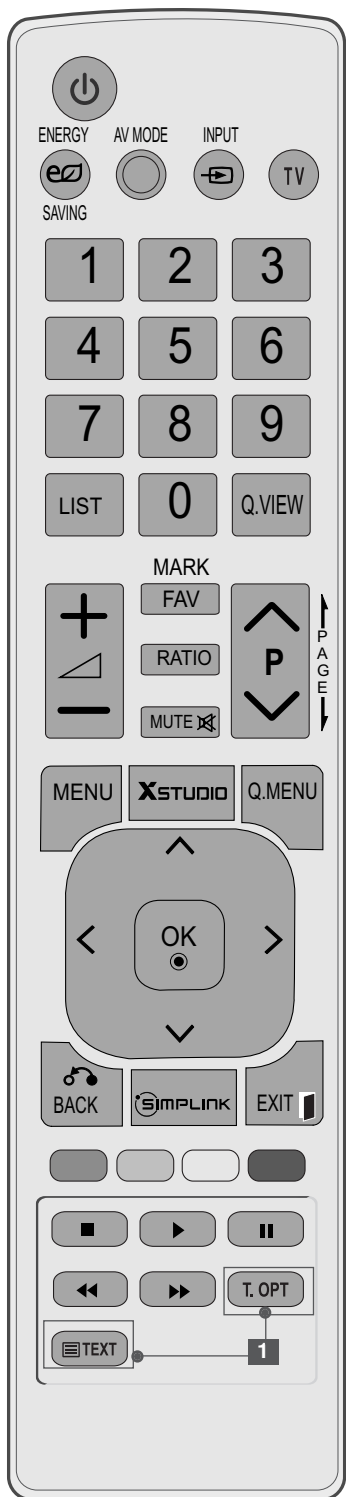 ENERGY AV MODE INPUT
TV
SAVING
1 2 3
4 5 6
7 8 9
LIST 0 Q.VIEW
MARK
FAV
RATIO
MUTE
P
PAGE
MENU XSTUDIO Q.MENU
OK
BACK SIMPLINK EXIT
T. OPT
TEXT
1